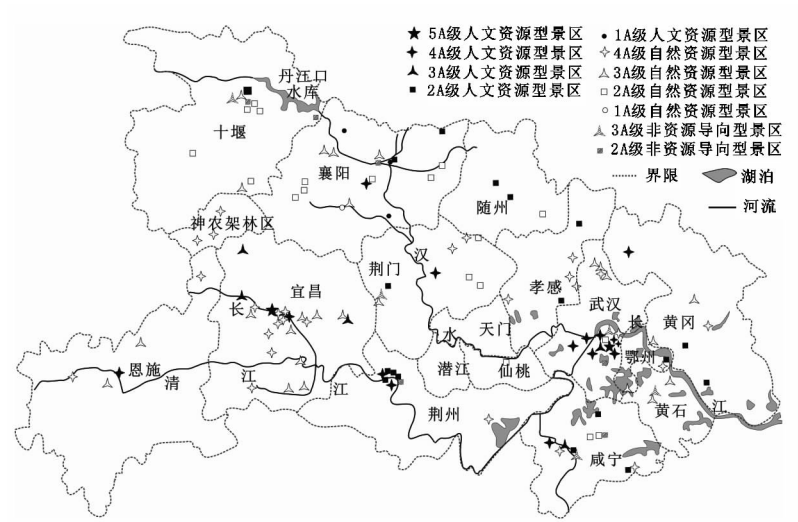 5A级人文资源型景区
4A级人文资源型景区
3A级人文资源型景区
2A级人文资源型景区
1A级人文资源型景区
4A级自然资源型景区
3A级自然资源型景区
2A级自然资源型景区
1A级自然资源型景区
3A级非资源导向型景区
2A级非资源导向型景区
界限
湖泊
河流
丹江口
水库
十堰
襄阳
随州
神农架林区
汉
荆门
孝感
宜昌
武汉
长
长
黄冈
水
天门
鄂州
恩施
清
江
江
潜江
仙桃
荆州
黄石
江
咸宁